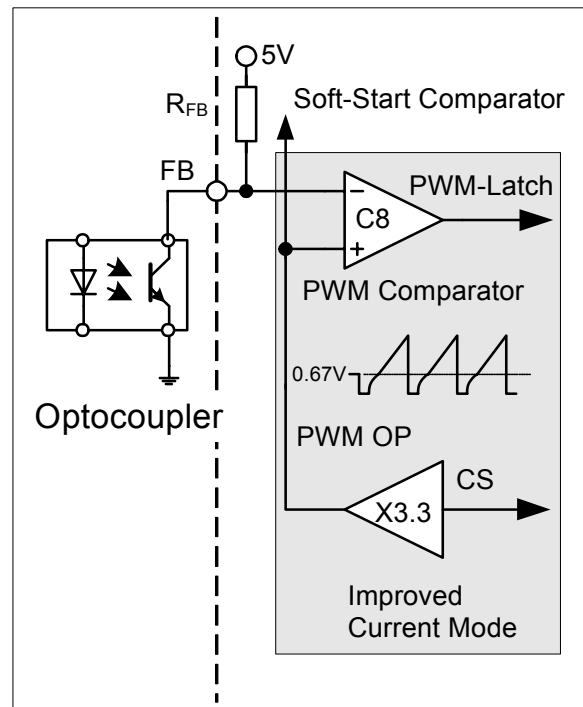 5V
RFB
Soft-Start Comparator
FB
PWM-Latch
−
C8
+
PWM Comparator
0.67V
Optocoupler
PWM OP
CS
X3.3
Improved
Current Mode